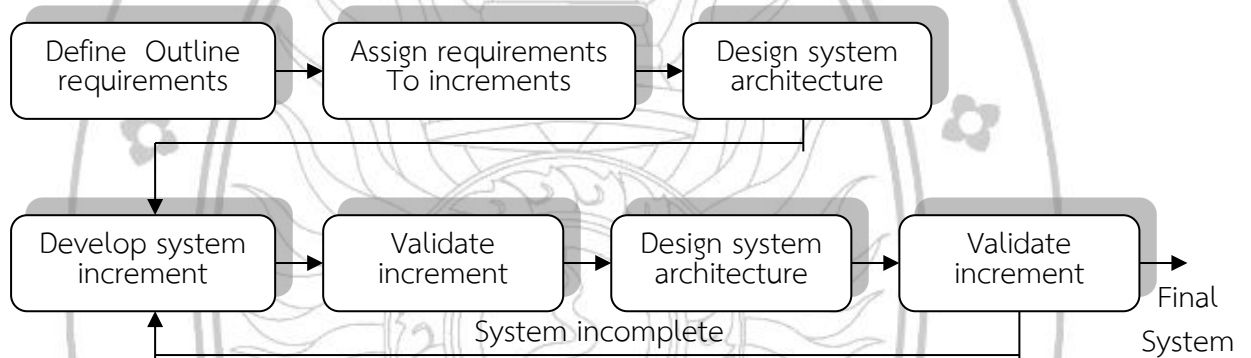 Define Outline
requirements
Assign requirements
To increments
Design system
architecture
Develop system
increment
Validate
increment
Design system
architecture
Validate
increment
Final
System
System incomplete